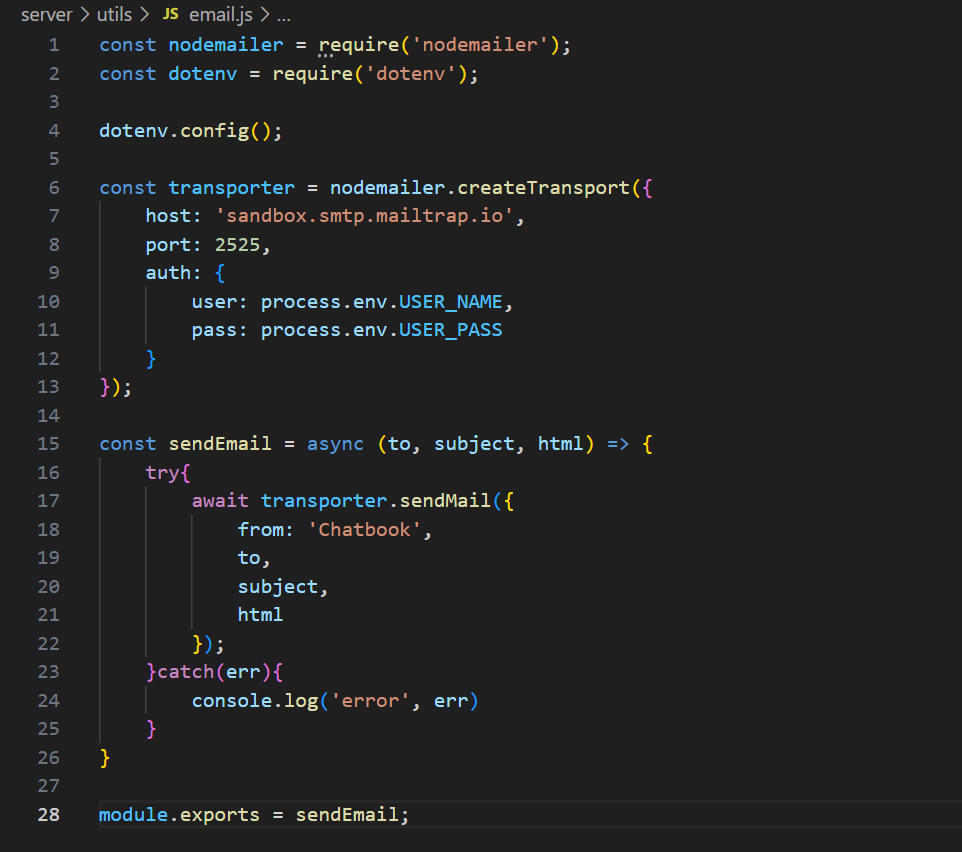 server > utils > JS email.js > ...
1 const nodemailer = require('nodemailer');
2 const dotenv = require('dotenv');
3
4 dotenv.config();
5
6 const transporter = nodemailer.createTransport({
7     host: 'sandbox.smtp.mailtrap.io',
8     port: 2525,
9     auth: {
10         user: process.env.USER_NAME,
11         pass: process.env.USER_PASS
12     }
13 });
14
15 const sendEmail = async (to, subject, html) => {
16     try{
17         await transporter.sendMail({
18             from: 'Chatbook',
19             to,
20             subject,
21             html
22         });
23     }catch(err){
24         console.log('error', err)
25     }
26 }
27
28 module.exports = sendEmail;